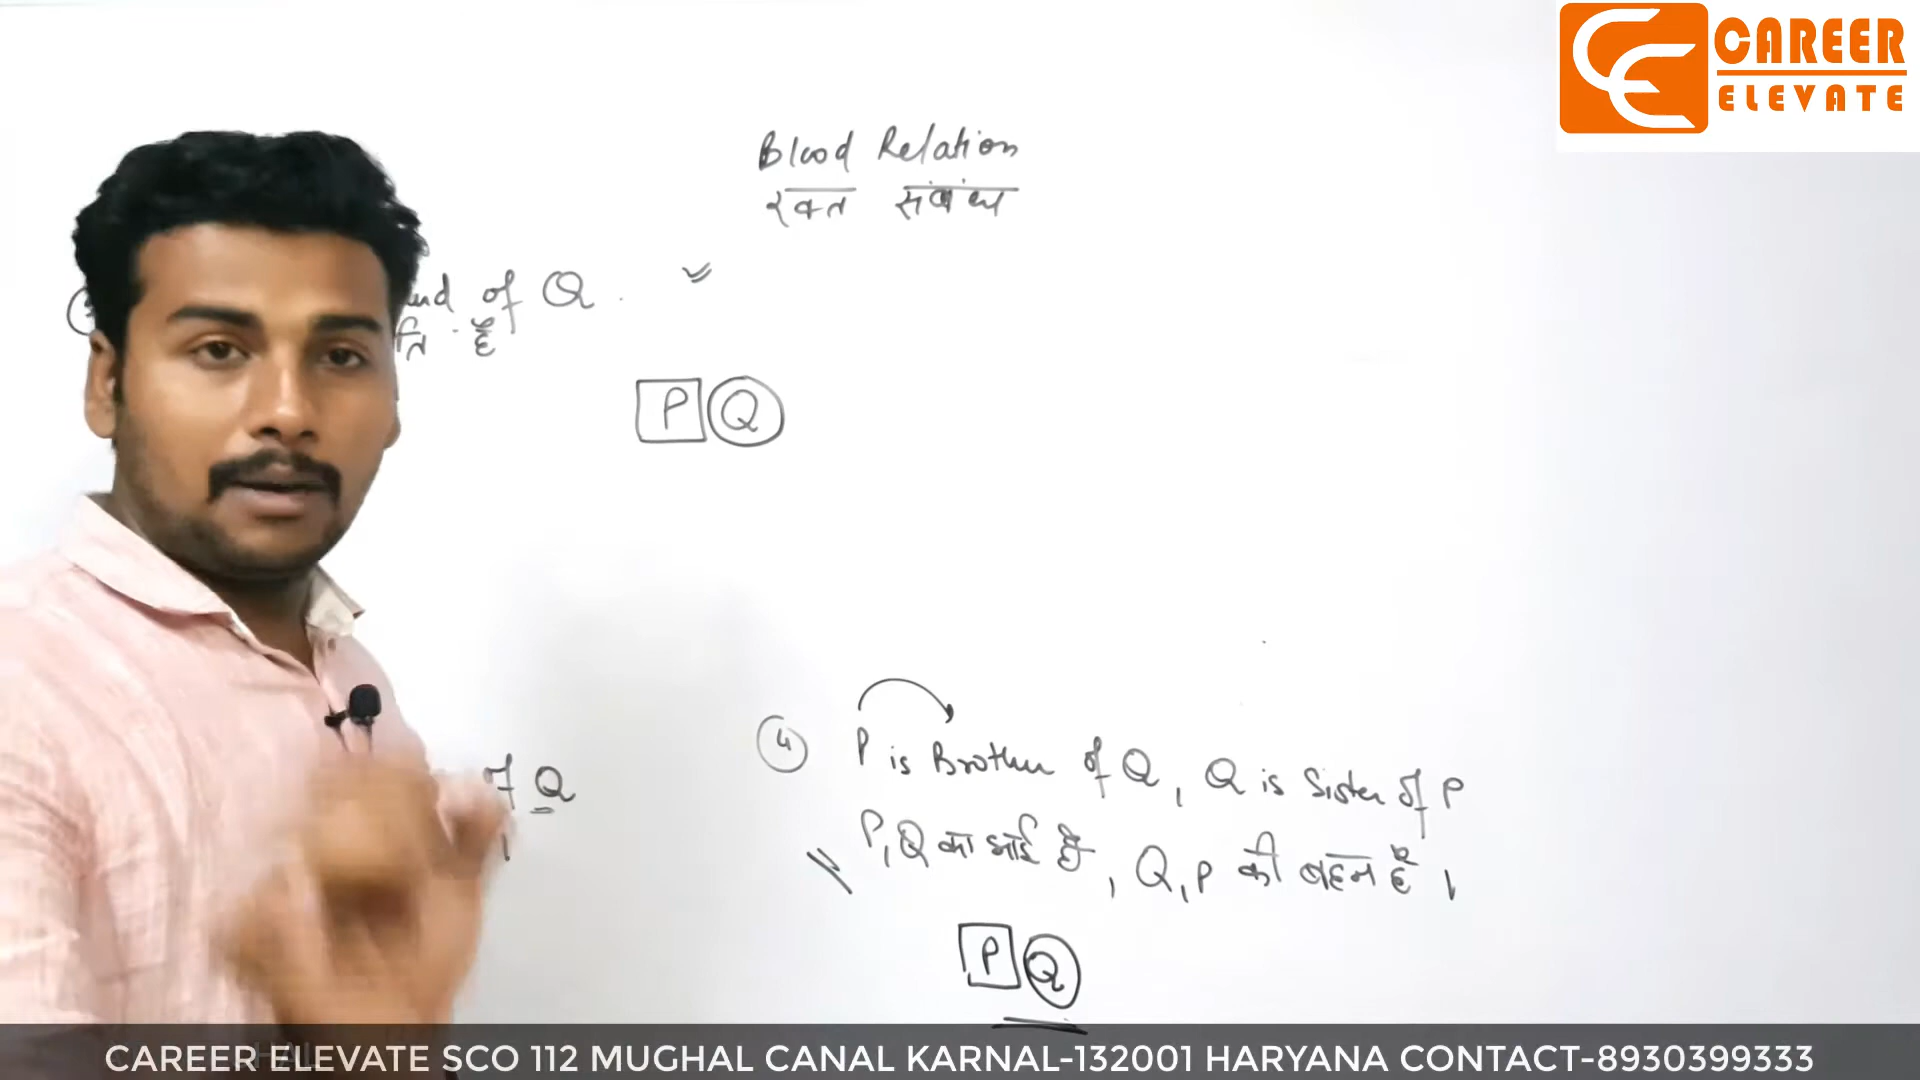 CAREER
ELEVATE
Blood Relation
रक्त संबंध
of Q.
है
P Q
of Q
4 P is Brother of Q, Q is Sister of P
P, Q का भाई है, Q, P की बहन है ।
P Q
CAREER ELEVATE SCO 112 MUGHAL CANAL KARNAL-132001 HARYANA CONTACT-8930399333